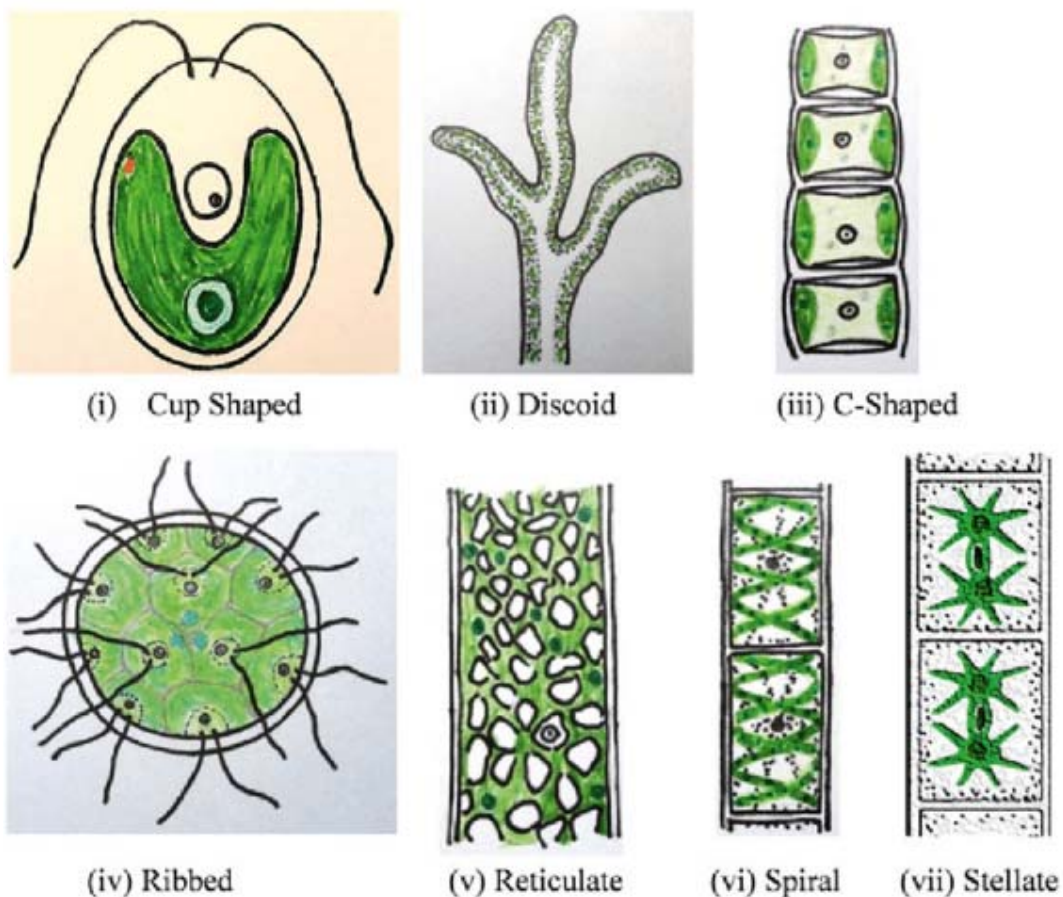 (i) Cup Shaped
(ii) Discoid
(iii) C-Shaped
(iv) Ribbed
(v) Reticulate
(vi) Spiral
(vii) Stellate